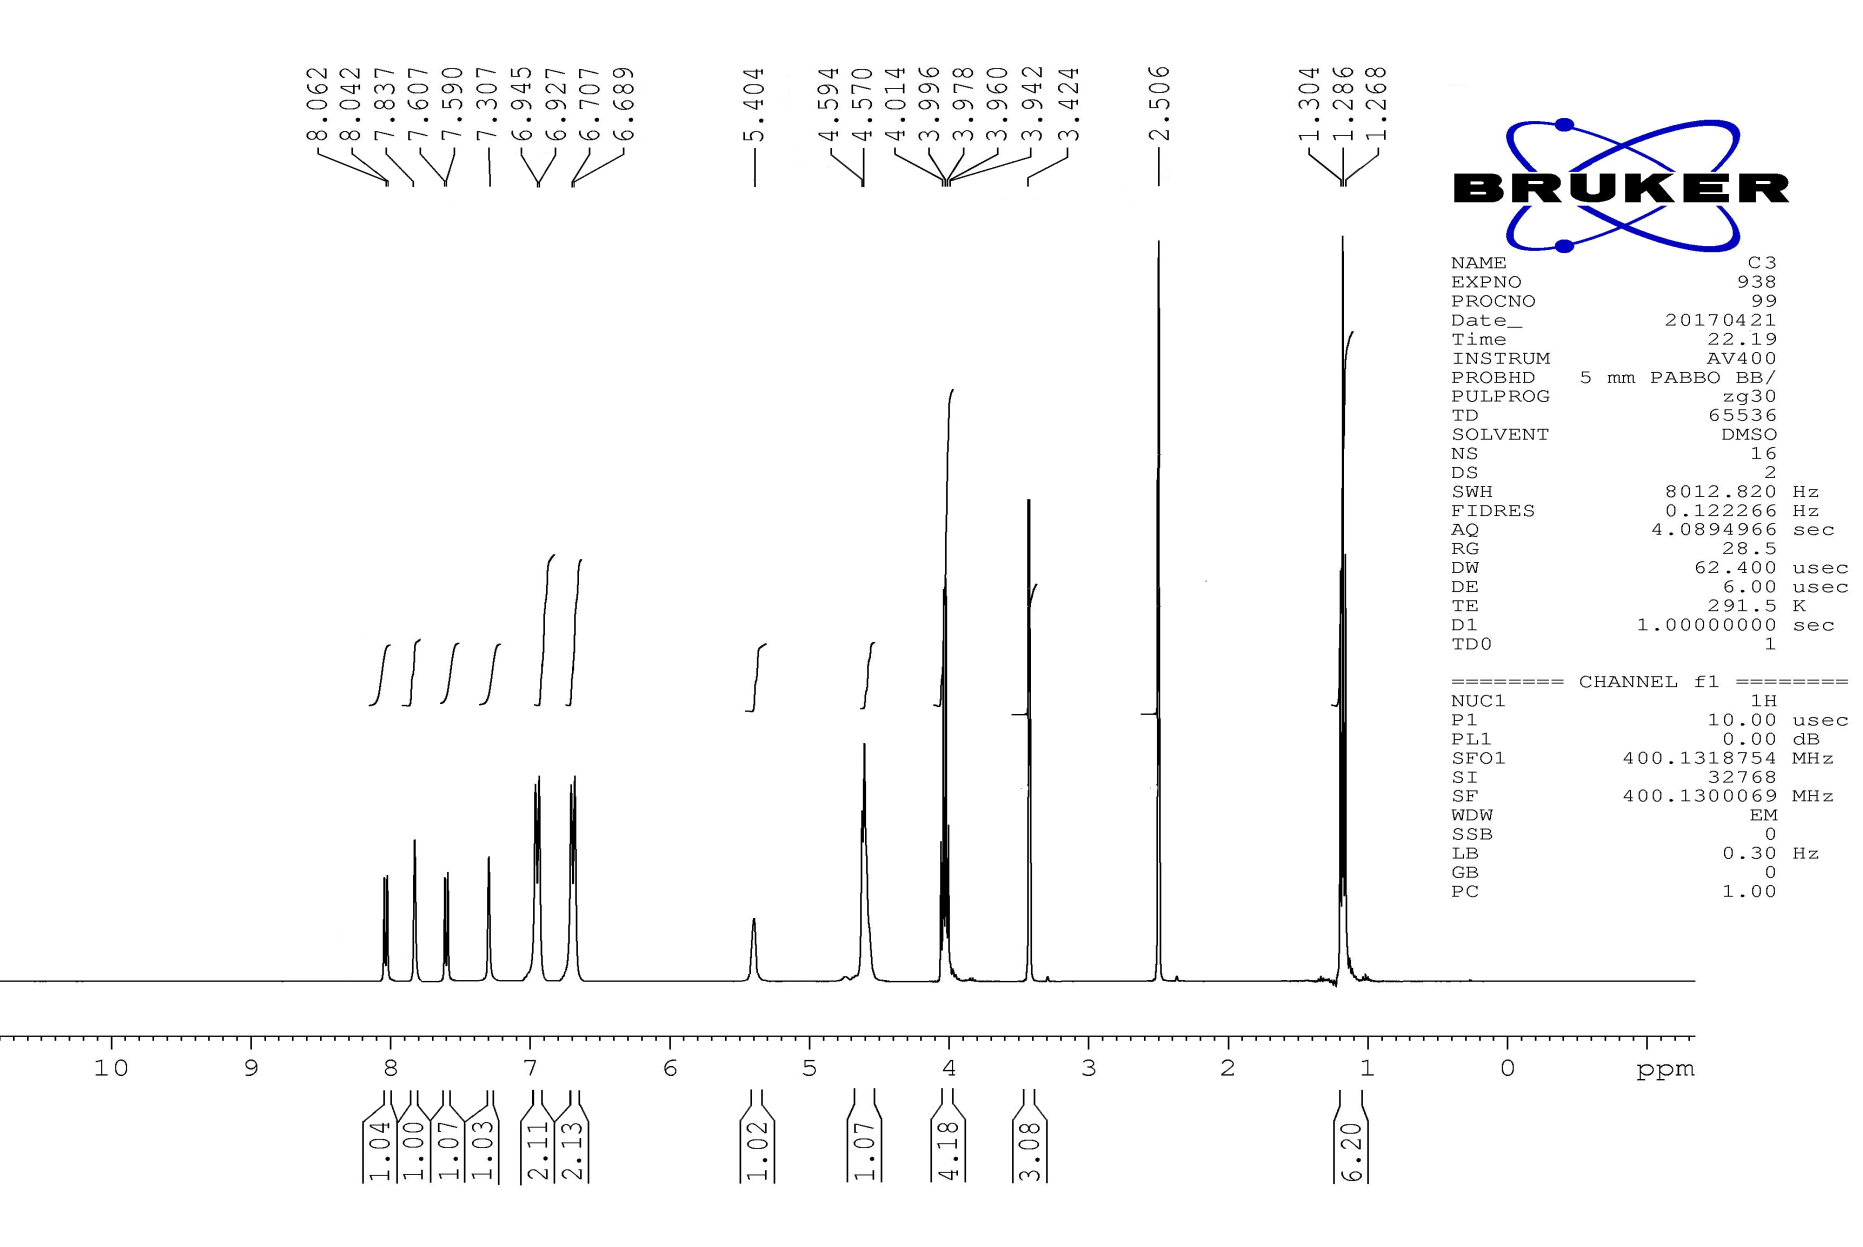 8.062
8.042
7.837
7.607
7.590
7.307
6.945
6.927
6.707
6.689
5.404
4.594
4.570
4.014
3.996
3.978
3.960
3.942
3.424
2.506
1.304
1.286
1.268
BRUKER
NAME C3
EXPNO 938
PROCNO 99
Date_ 20170421
Time 22.19
INSTRUM AV400
PROBHD 5 mm PABBO BB/
PULPROG zg30
TD 65536
SOLVENT DMSO
NS 16
DS 2
SWH 8012.820 Hz
FIDRES 0.122266 Hz
AQ 4.0894966 sec
RG 28.5
DW 62.400 usec
DE 6.00 usec
TE 291.5 K
D1 1.00000000 sec
TD0 1
======== CHANNEL f1 ========
NUC1 1H
P1 10.00 usec
PL1 0.00 dB
SFO1 400.1318754 MHz
SI 32768
SF 400.1300069 MHz
WDW EM
SSB 0
LB 0.30 Hz
GB 0
PC 1.00
10 9 8 7 6 5 4 3 2 1 0 ppm
1.04
1.00
1.07
1.03
2.11
2.13
1.02
1.07
4.18
3.08
6.20